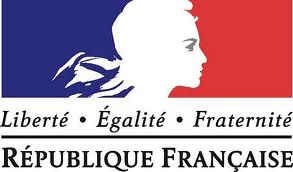 Liberté • Égalité • Fraternité
RÉPUBLIQUE FRANÇAISE